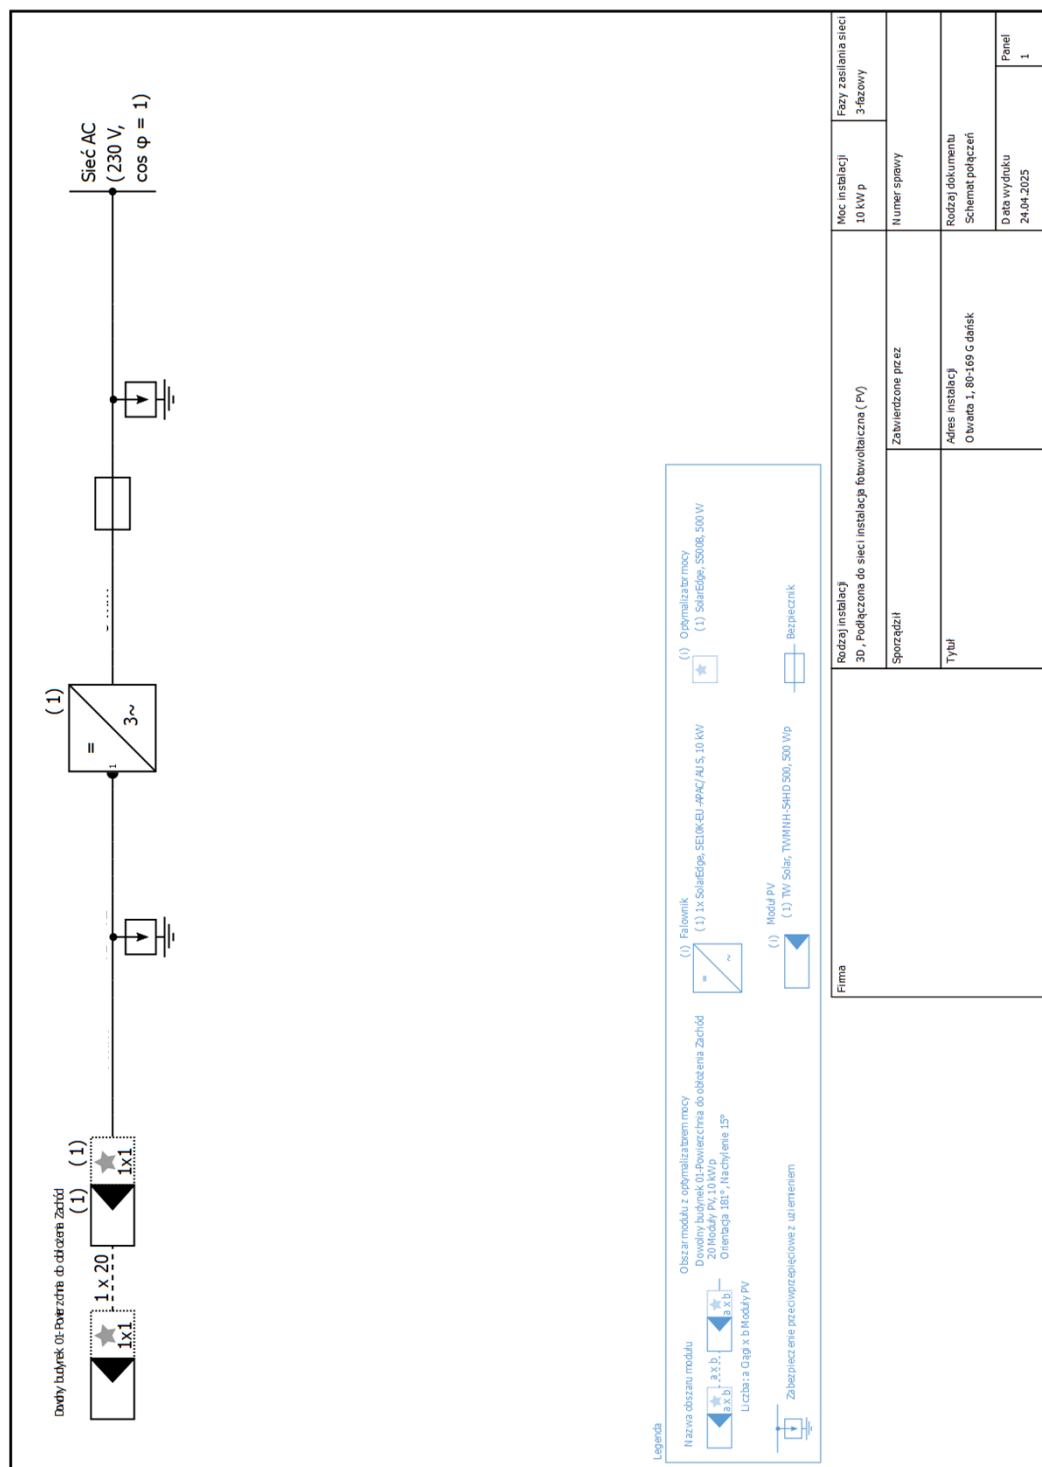 Dowolny budynek 01-Powierzchnia do obłożenia Zachód
1x1
1 x 20
(1)
(1)
1x1
(1)
=
3~
1
Sieć AC
( 230 V,
cos φ = 1)
Legenda
Nazwa obszaru modułu
a x b
a x b
a x b
Liczba: a Ciągi x b Moduły PV
Obszar modułu z optymalizatorem mocy
Dowolny budynek 01-Powierzchnia do obłożenia Zachód
20 Moduły PV, 10 kWp
Orientacja 181°, Nachylenie 15°
Zabezpieczenie przeciwprzepięciowe z uziemieniem
(i) Falownik
=
~
(1) 1x SolarEdge, SE10K-EU-APAC/ AUS, 10 kW
(i) Moduł PV
(1) TW Solar, TWMNH-54HD 500, 500 Wp
(i) Optymalizator mocy
(1) SolarEdge, S500B, 500 W
Bezpiecznik
Firma
Rodzaj instalacji
3D, Podłączona do sieci instalacja fotowoltaiczna (PV)
Moc instalacji
10 kW p
Fazy zasilania sieci
3-fazowy
Sporządził
Zatwierdzone przez
Numer sprawy
Tytuł
Adres instalacji
Otwarta 1, 80-169 Gdańsk
Rodzaj dokumentu
Schemat połączeń
Data wydruku
24.04.2025
Panel
1